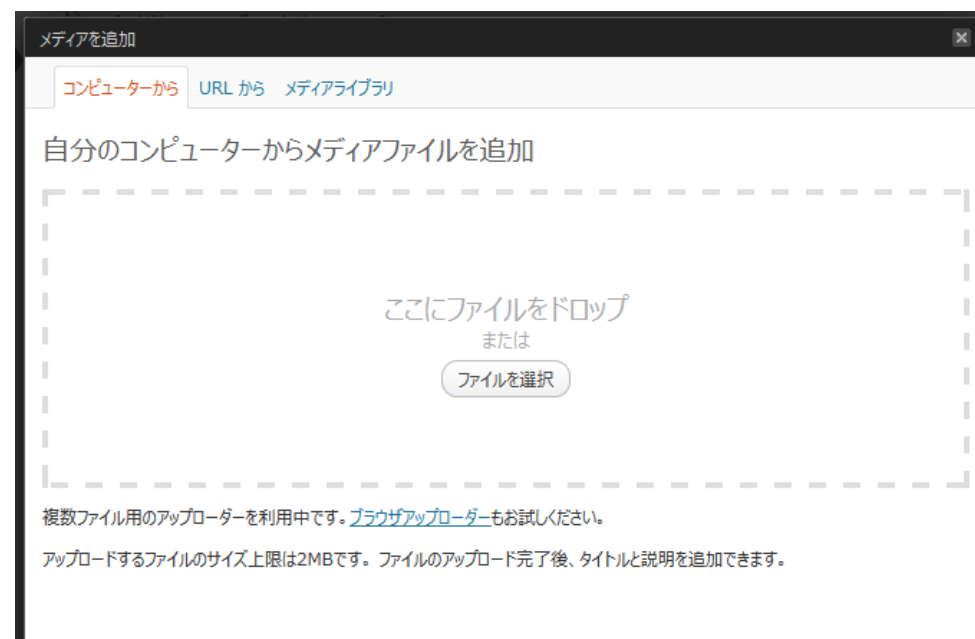 メディアを追加
コンピューターから URL から メディアライブラリ
自分のコンピューターからメディアファイルを追加
ここにファイルをドロップ
または
ファイルを選択
複数ファイル用のアップローダーを利用中です。ブラウザアップローダーもお試しください。
アップロードするファイルのサイズ上限は2MBです。ファイルのアップロード完了後、タイトルと説明を追加できます。